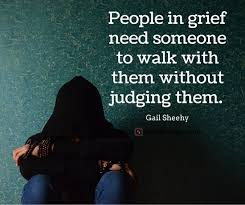 People in grief
need someone
to walk with
them without
judging them.
Gail Sheehy